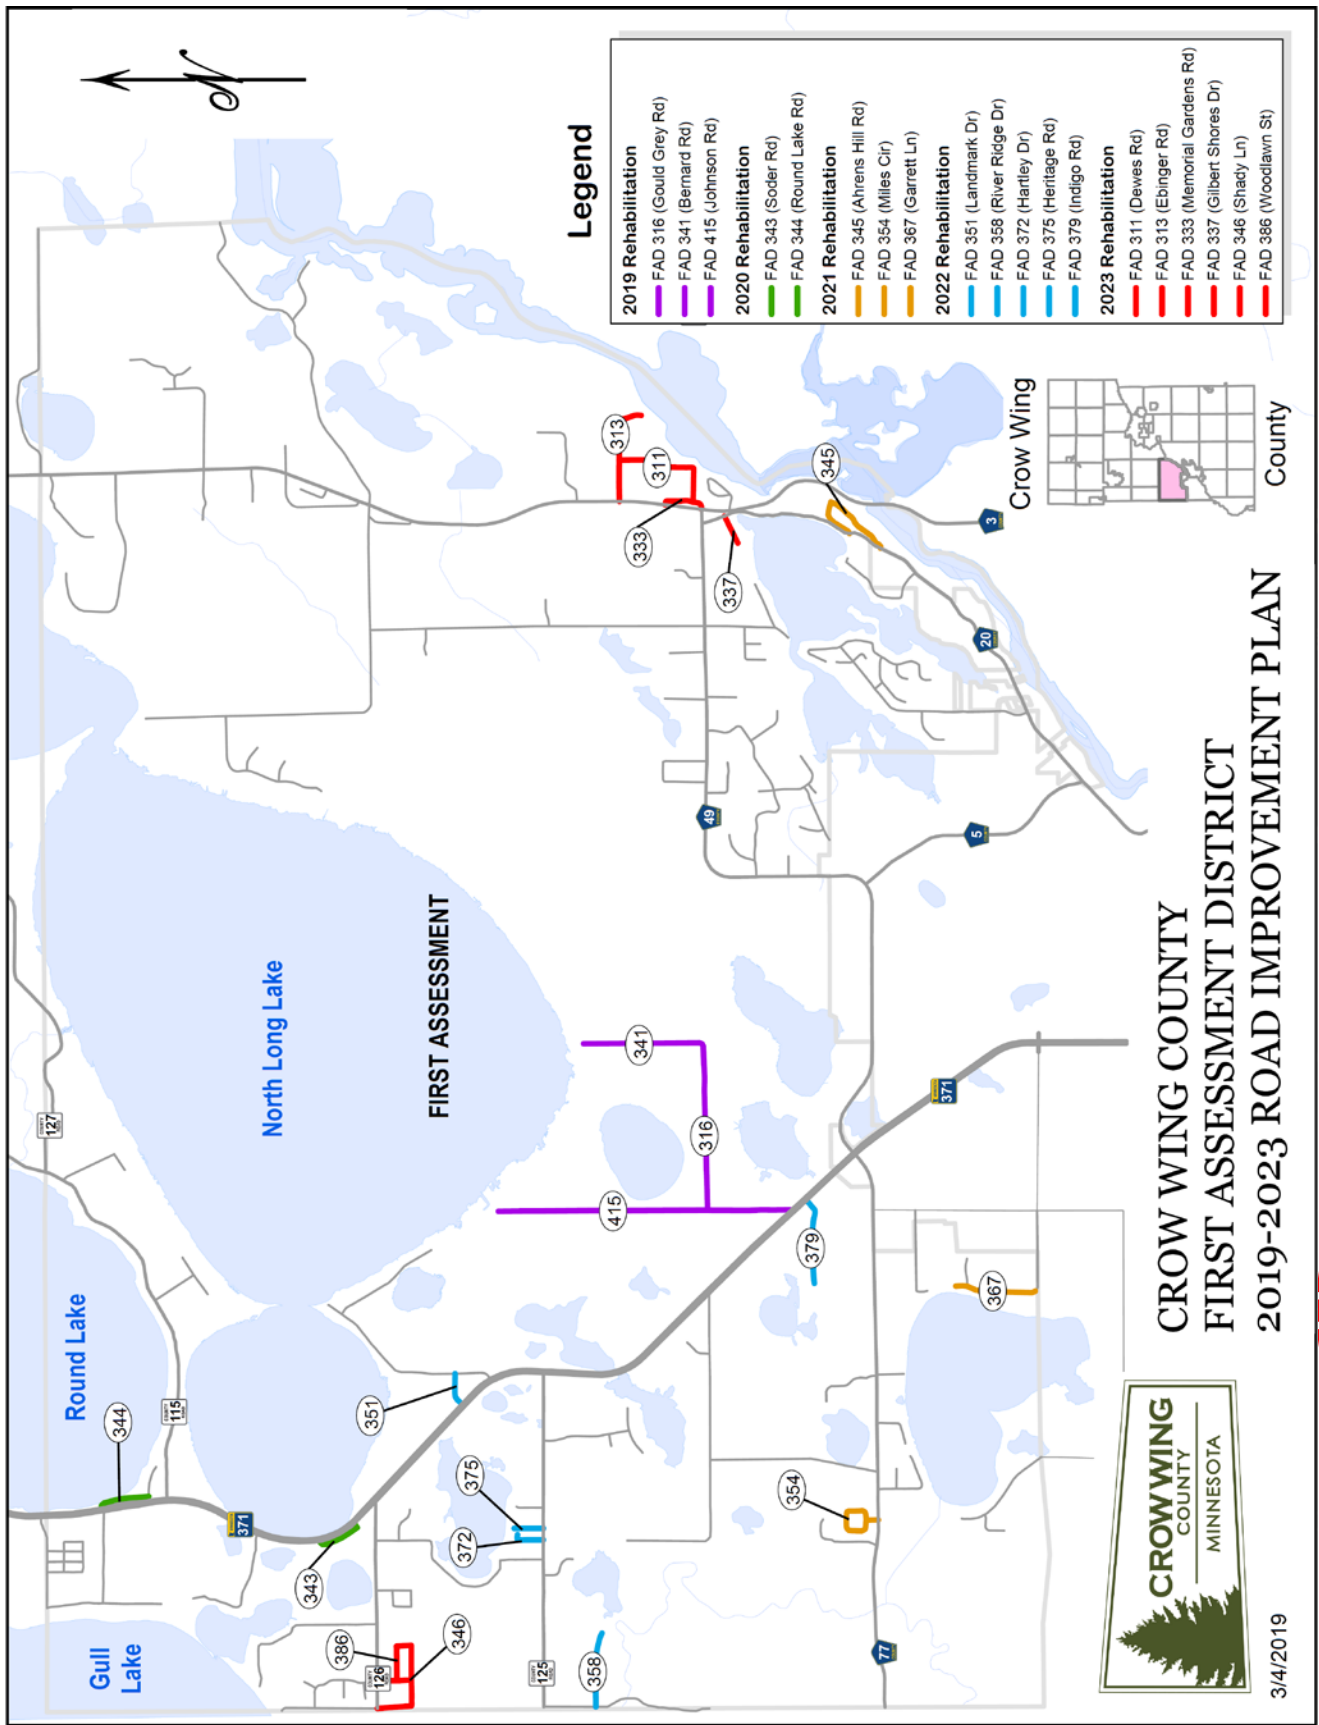 N
Legend
2019 Rehabilitation
FAD 316 (Gould Grey Rd)
FAD 341 (Bernard Rd)
FAD 415 (Johnson Rd)
2020 Rehabilitation
FAD 343 (Soder Rd)
FAD 344 (Round Lake Rd)
2021 Rehabilitation
FAD 345 (Ahrens Hill Rd)
FAD 354 (Miles Cir)
FAD 367 (Garrett Ln)
2022 Rehabilitation
FAD 351 (Landmark Dr)
FAD 358 (River Ridge Dr)
FAD 372 (Hartley Dr)
FAD 375 (Heritage Rd)
FAD 379 (Indigo Rd)
2023 Rehabilitation
FAD 311 (Dewes Rd)
FAD 313 (Ebinger Rd)
FAD 333 (Memorial Gardens Rd)
FAD 337 (Gilbert Shores Dr)
FAD 346 (Shady Ln)
FAD 386 (Woodlawn St)
Crow Wing
County
Gull
Lake
Round Lake
North Long Lake
FIRST ASSESSMENT
COUNTY
127
COUNTY
115
344
371
343
351
386
COUNTY
126
346
375
372
COUNTY
125
358
354
77
415
341
316
379
371
367
49
5
20
3
313
311
333
337
345
CROW WING COUNTY
FIRST ASSESSMENT DISTRICT
2019-2023 ROAD IMPROVEMENT PLAN
CROW WING
COUNTY
MINNESOTA
3/4/2019